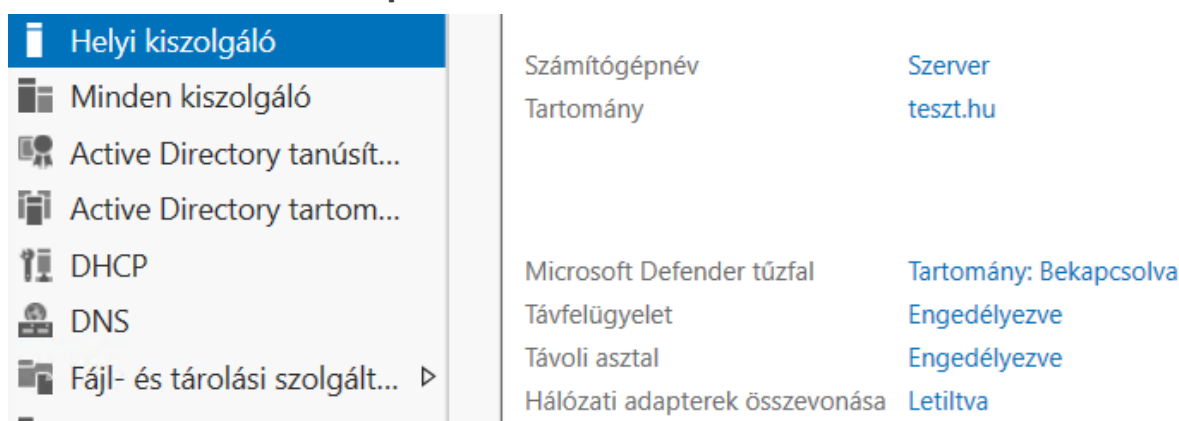 Helyi kiszolgáló
Minden kiszolgáló
Active Directory tanúsít...
Active Directory tartom...
DHCP
DNS
Fájl- és tárolási szolgált...
Számítógépnév Szerver
Tartomány teszt.hu
Microsoft Defender tűzfal Tartomány: Bekapcsolva
Távfelügyelet Engedélyezve
Távoli asztal Engedélyezve
Hálózati adapterek összevonása Letiltva